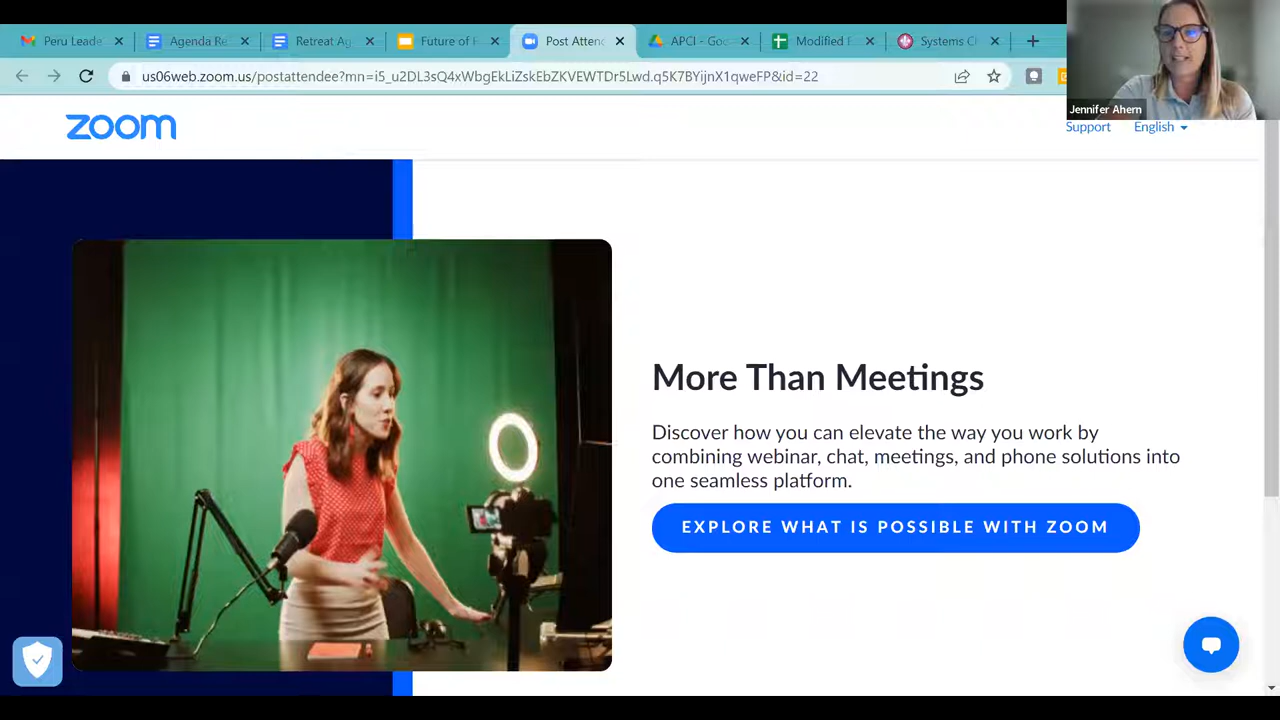 Peru Leade
Agenda Re
Retreat Ag
Future of
Post Attend
APCI - Goo
Modified
Systems C
us06web.zoom.us/postattendee?mn=i5_u2DL3sQ4xWbgEkLiZskEbZKVEWTDr5Lwd.q5K7BYijnX1qweFP&id=22
Jennifer Ahern
zoom
Support
English
More Than Meetings
Discover how you can elevate the way you work by
combining webinar, chat, meetings, and phone solutions into
one seamless platform.
EXPLORE WHAT IS POSSIBLE WITH ZOOM